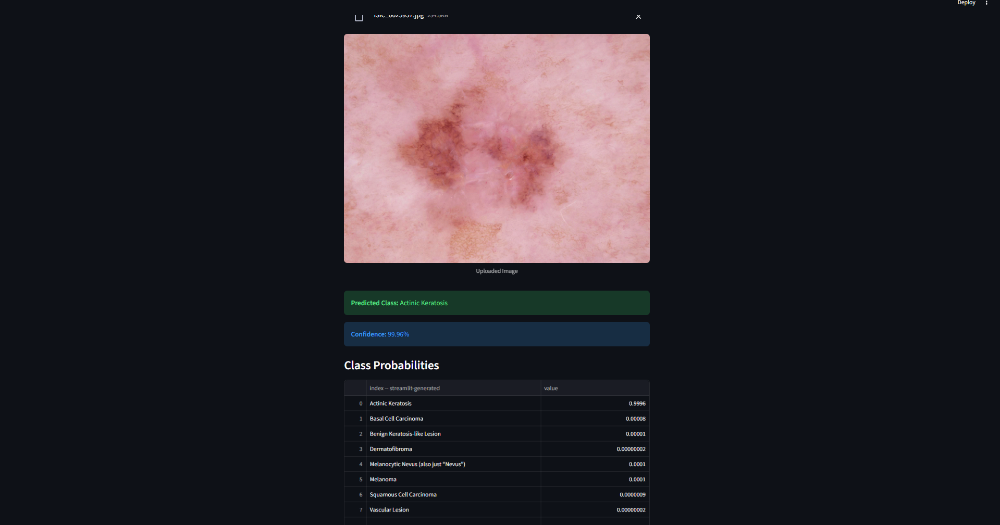 Deploy
254.5KB
Uploaded Image
Predicted Class: Actinic Keratosis
Confidence: 99.96%
Class Probabilities
index – streamlit-generated value
0 Actinic Keratosis 0.9996
1 Basal Cell Carcinoma 0.00008
2 Benign Keratosis-like Lesion 0.00001
3 Dermatofibroma 0.00000002
4 Melanocytic Nevus (also just “Nevus”) 0.0001
5 Melanoma 0.0001
6 Squamous Cell Carcinoma 0.0000009
7 Vascular Lesion 0.00000002